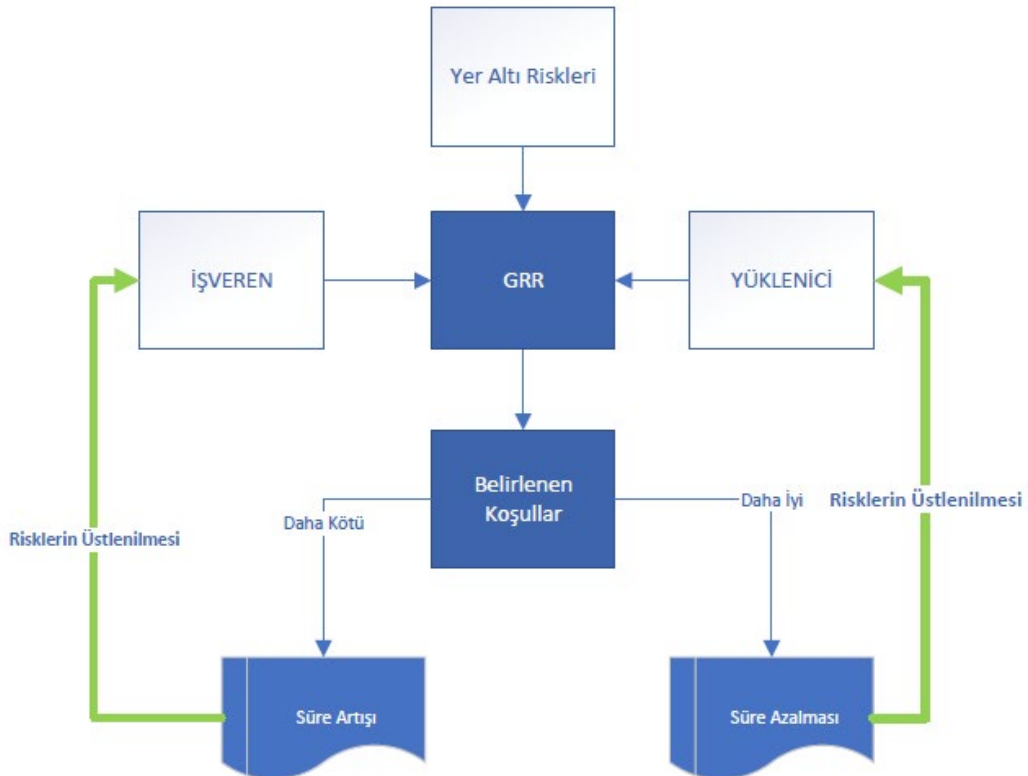 Yer Altı Riskleri
İŞVEREN
GRR
YÜKLENİCİ
Belirlenen
Koşullar
Daha Kötü
Daha İyi
Risklerin Üstlenilmesi
Risklerin Üstlenilmesi
Süre Artışı
Süre Azalması